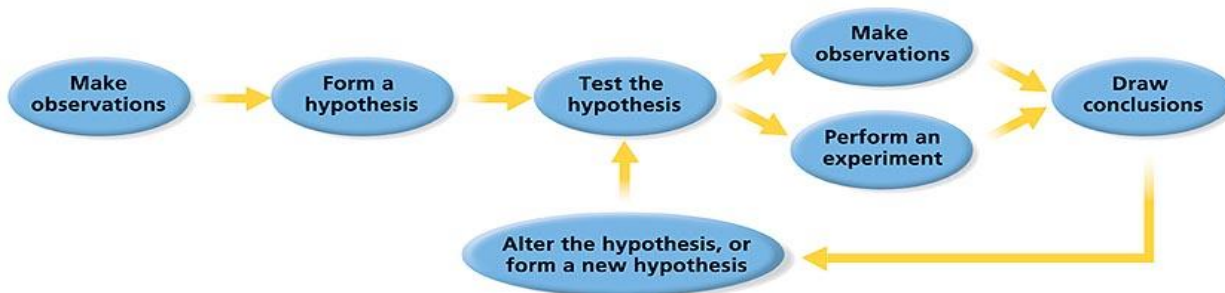 Make
observations
Form a
hypothesis
Test the
hypothesis
Make
observations
Perform an
experiment
Draw
conclusions
Alter the hypothesis, or
form a new hypothesis